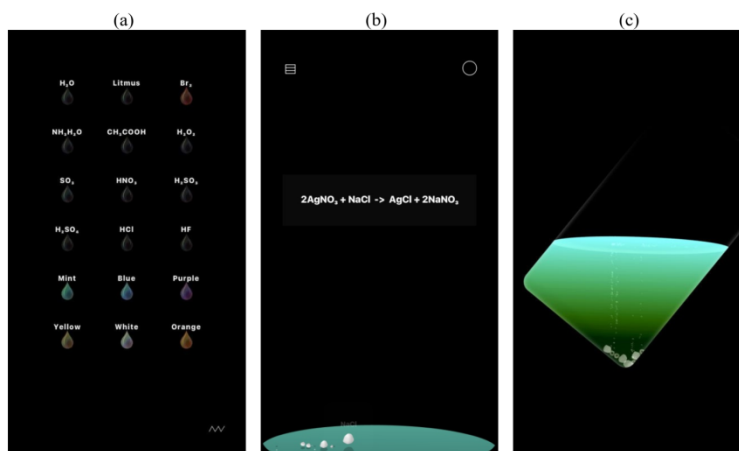 (a) (b) (c)
H₂O Litmus Br₂
NH₃H₂O CH₃COOH H₂O₂
SO₂ HNO₃ H₂SO₃
H₂SO₄ HCl HF
Mint Blue Purple
Yellow White Orange
2AgNO₃ + NaCl -> AgCl + 2NaNO₃
NaCl